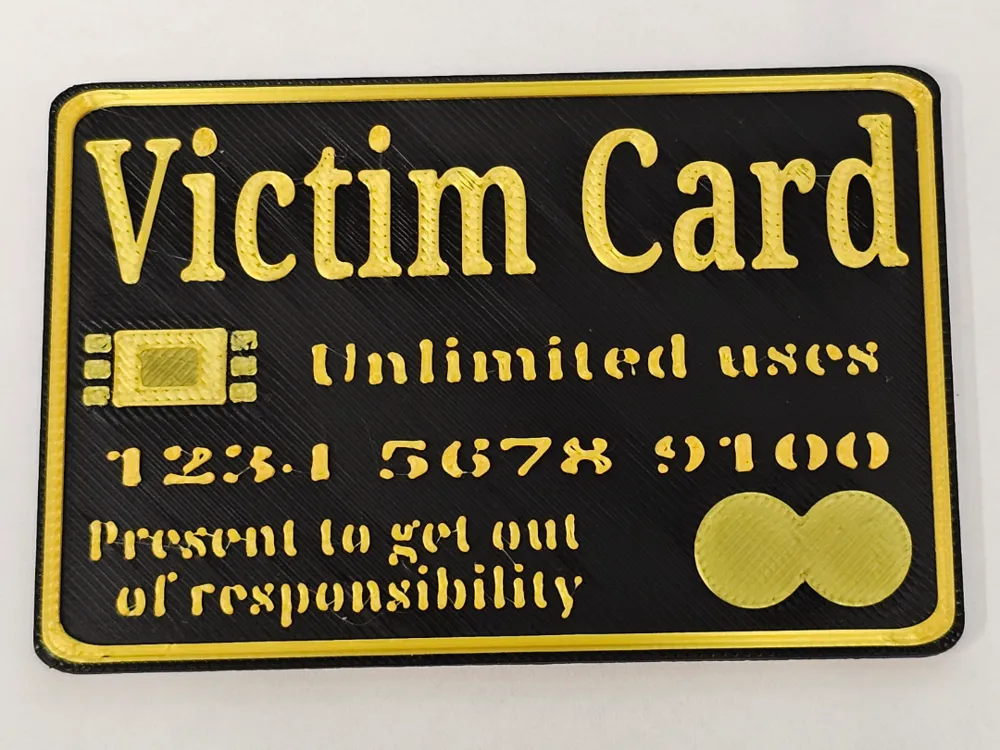 Victim Card
Unlimited uses
1234 5678 9100
Present to get out
of responsibility